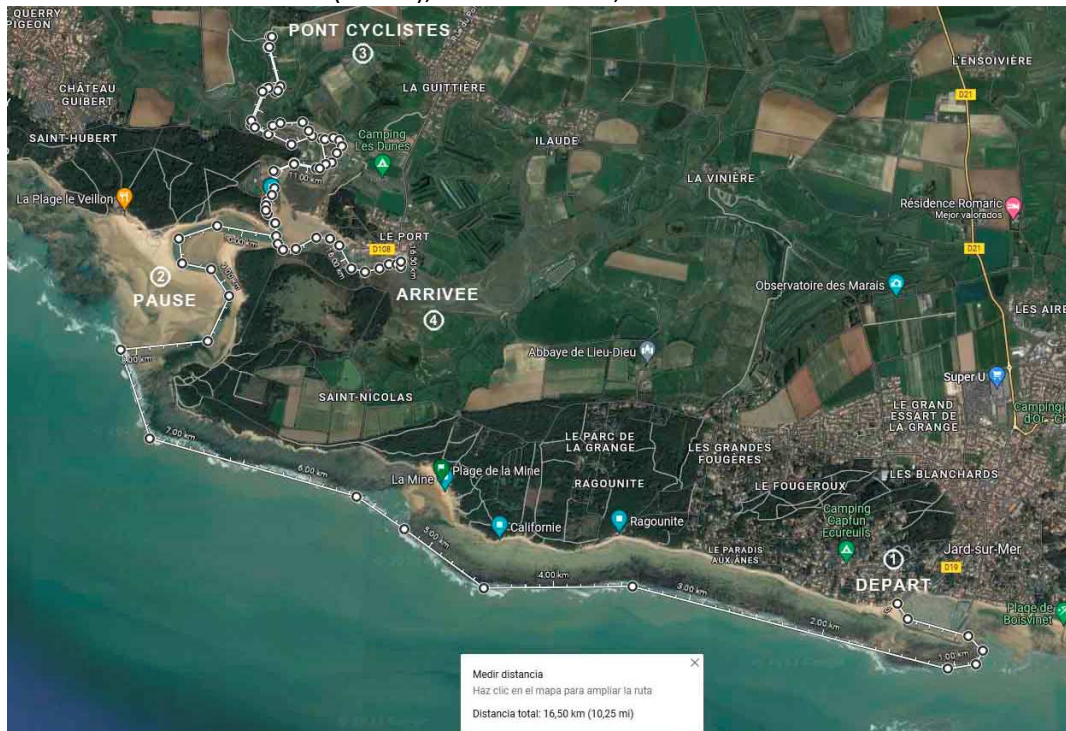 QUERRY
PIGEON
PONT CYCLISTES
3
L'ENSOIVIÈRE
CHÂTEAU
GUIBERT
LA GUITTIÈRE
D21
SAINT-HUBERT
Camping
Les Dunes
ILAUDE
11.00 km
LA VINIÈRE
La Plage le Veillon
Résidence Romaric
Mejor valorados
LE PORT
D108
D21
2
PAUSE
ARRIVEE
4
Observatoire des Marais
LES AIRE
Abbaye de Lieu-Dieu
Super U
SAINT-NICOLAS
LE GRAND
ESSART DE
LA GRANGE
Camping
d'Or
7.00 km
LE PARC DE
LA GRANGE
LES GRANDES
FOUGÈRES
6.00 km
La Mine
Plage de la Mine
RAGOUNITE
LES BLANCHARDS
LE FOUGEROUX
Californie
Ragounite
Camping
Capfun
Ecureuils
5.00 km
LE PARADIS
AUX ÂNES
Jard-sur-Mer
1
D19
DEPART
4.00 km
3.00 km
Plage de
Boisvinet
2.00 km
1.00 km
Medir distancia
Haz clic en el mapa para ampliar la ruta
Distancia total: 16,50 km (10,25 mi)